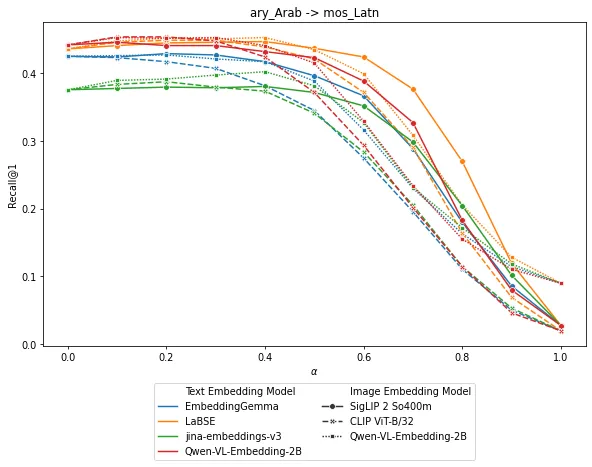 ary_Arab -> mos_Latn
Recall@1
0.4
0.3
0.2
0.1
0.0
0.0 0.2 0.4 0.6 0.8 1.0
α
Text Embedding Model Image Embedding Model
EmbeddingGemma SigLIP 2 So400m
LaBSE CLIP ViT-B/32
jina-embeddings-v3 Qwen-VL-Embedding-2B
Qwen-VL-Embedding-2B